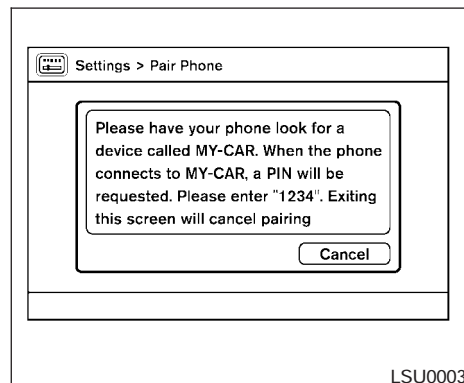 Settings > Pair Phone
Please have your phone look for a
device called MY-CAR. When the phone
connects to MY-CAR, a PIN will be
requested. Please enter "1234". Exiting
this screen will cancel pairing
Cancel
LSU0003